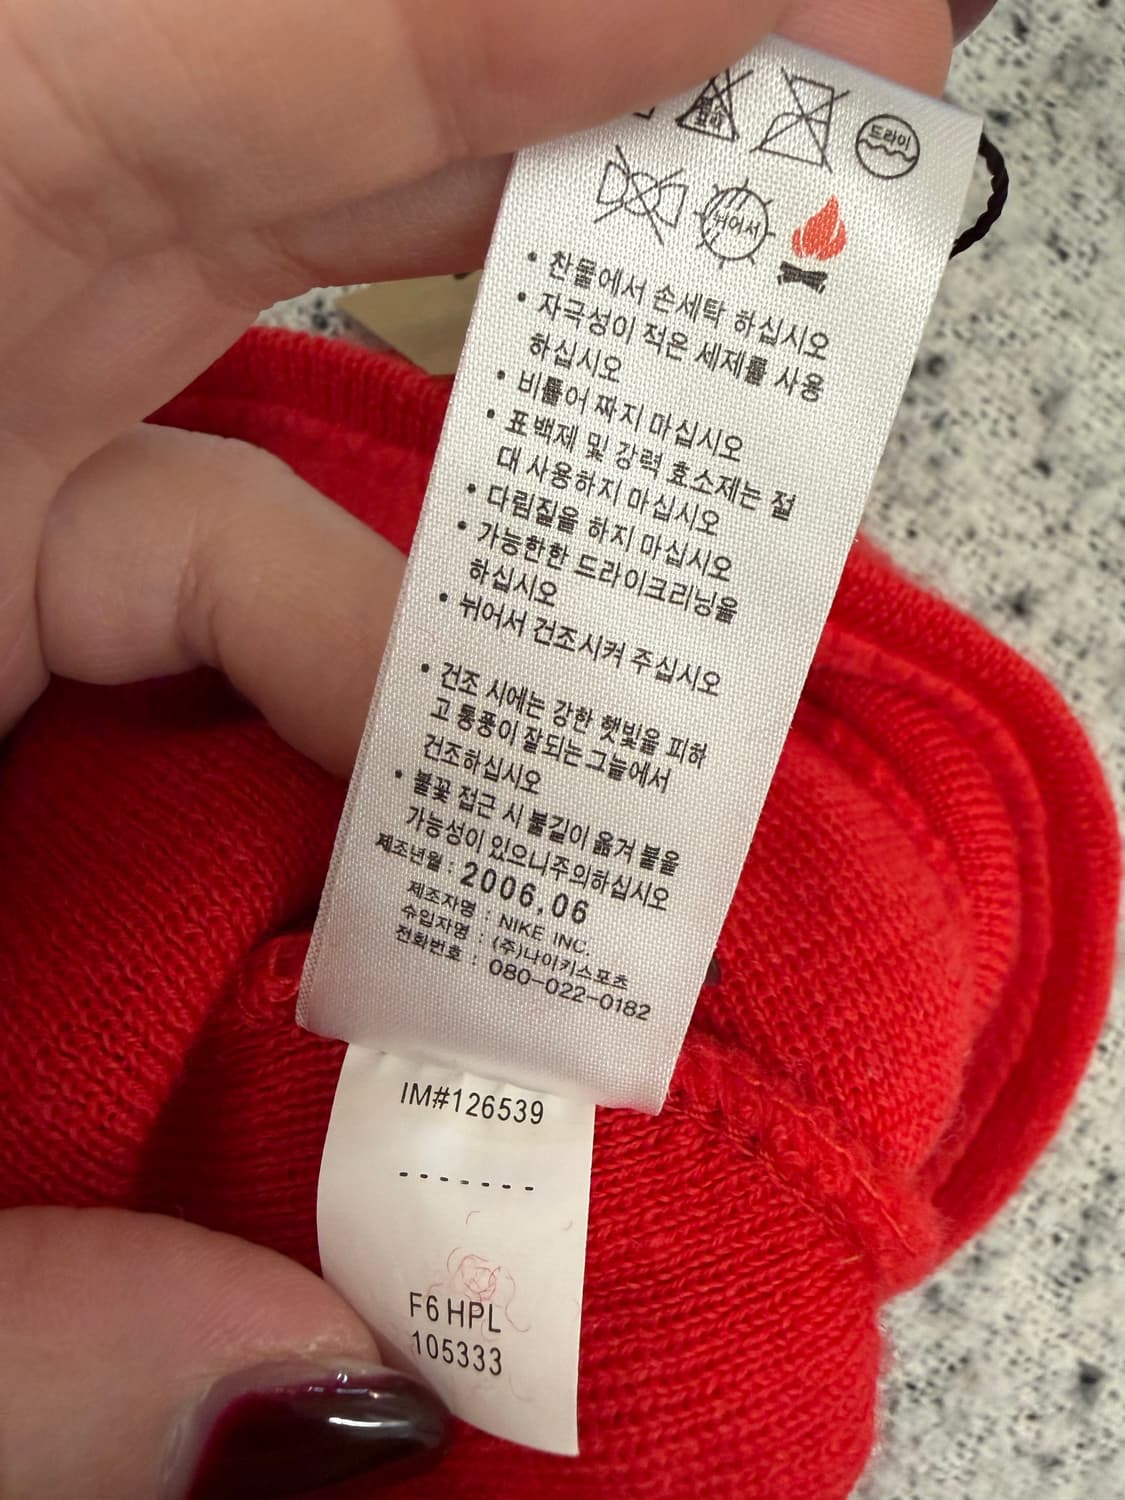 드라이
뉘어서
• 찬물에서 손세탁 하십시오
• 자극성이 적은 세제를 사용
하십시오
• 비틀어 짜지 마십시오
• 표백제 및 강력 효소제는 절
대 사용하지 마십시오
• 다림질을 하지 마십시오
• 가능한한 드라이크리닝을
하십시오
• 뉘어서 건조시켜 주십시오
• 건조 시에는 강한 햇빛을 피하
고 통풍이 잘되는 그늘에서
건조하십시오
• 불꽃 접근 시 불길이 옮겨 붙을
가능성이 있으니주의하십시오
제조년월 : 2006.06
제조자명 : NIKE INC.
수입자명 : (주)나이키스포츠
전화번호 : 080-022-0182
IM#126539
-------
F6 HPL
105333